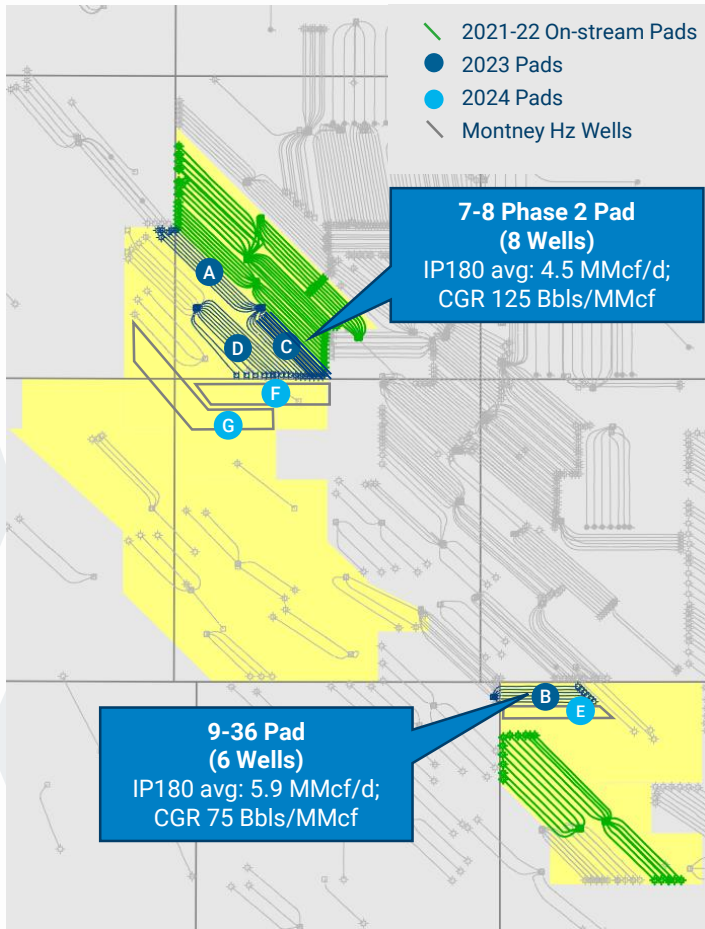 2021-22 On-stream Pads
2023 Pads
2024 Pads
Montney Hz Wells
7-8 Phase 2 Pad
(8 Wells)
IP180 avg: 4.5 MMcf/d;
CGR 125 Bbls/MMcf
A
D
C
F
G
B
E
9-36 Pad
(6 Wells)
IP180 avg: 5.9 MMcf/d;
CGR 75 Bbls/MMcf